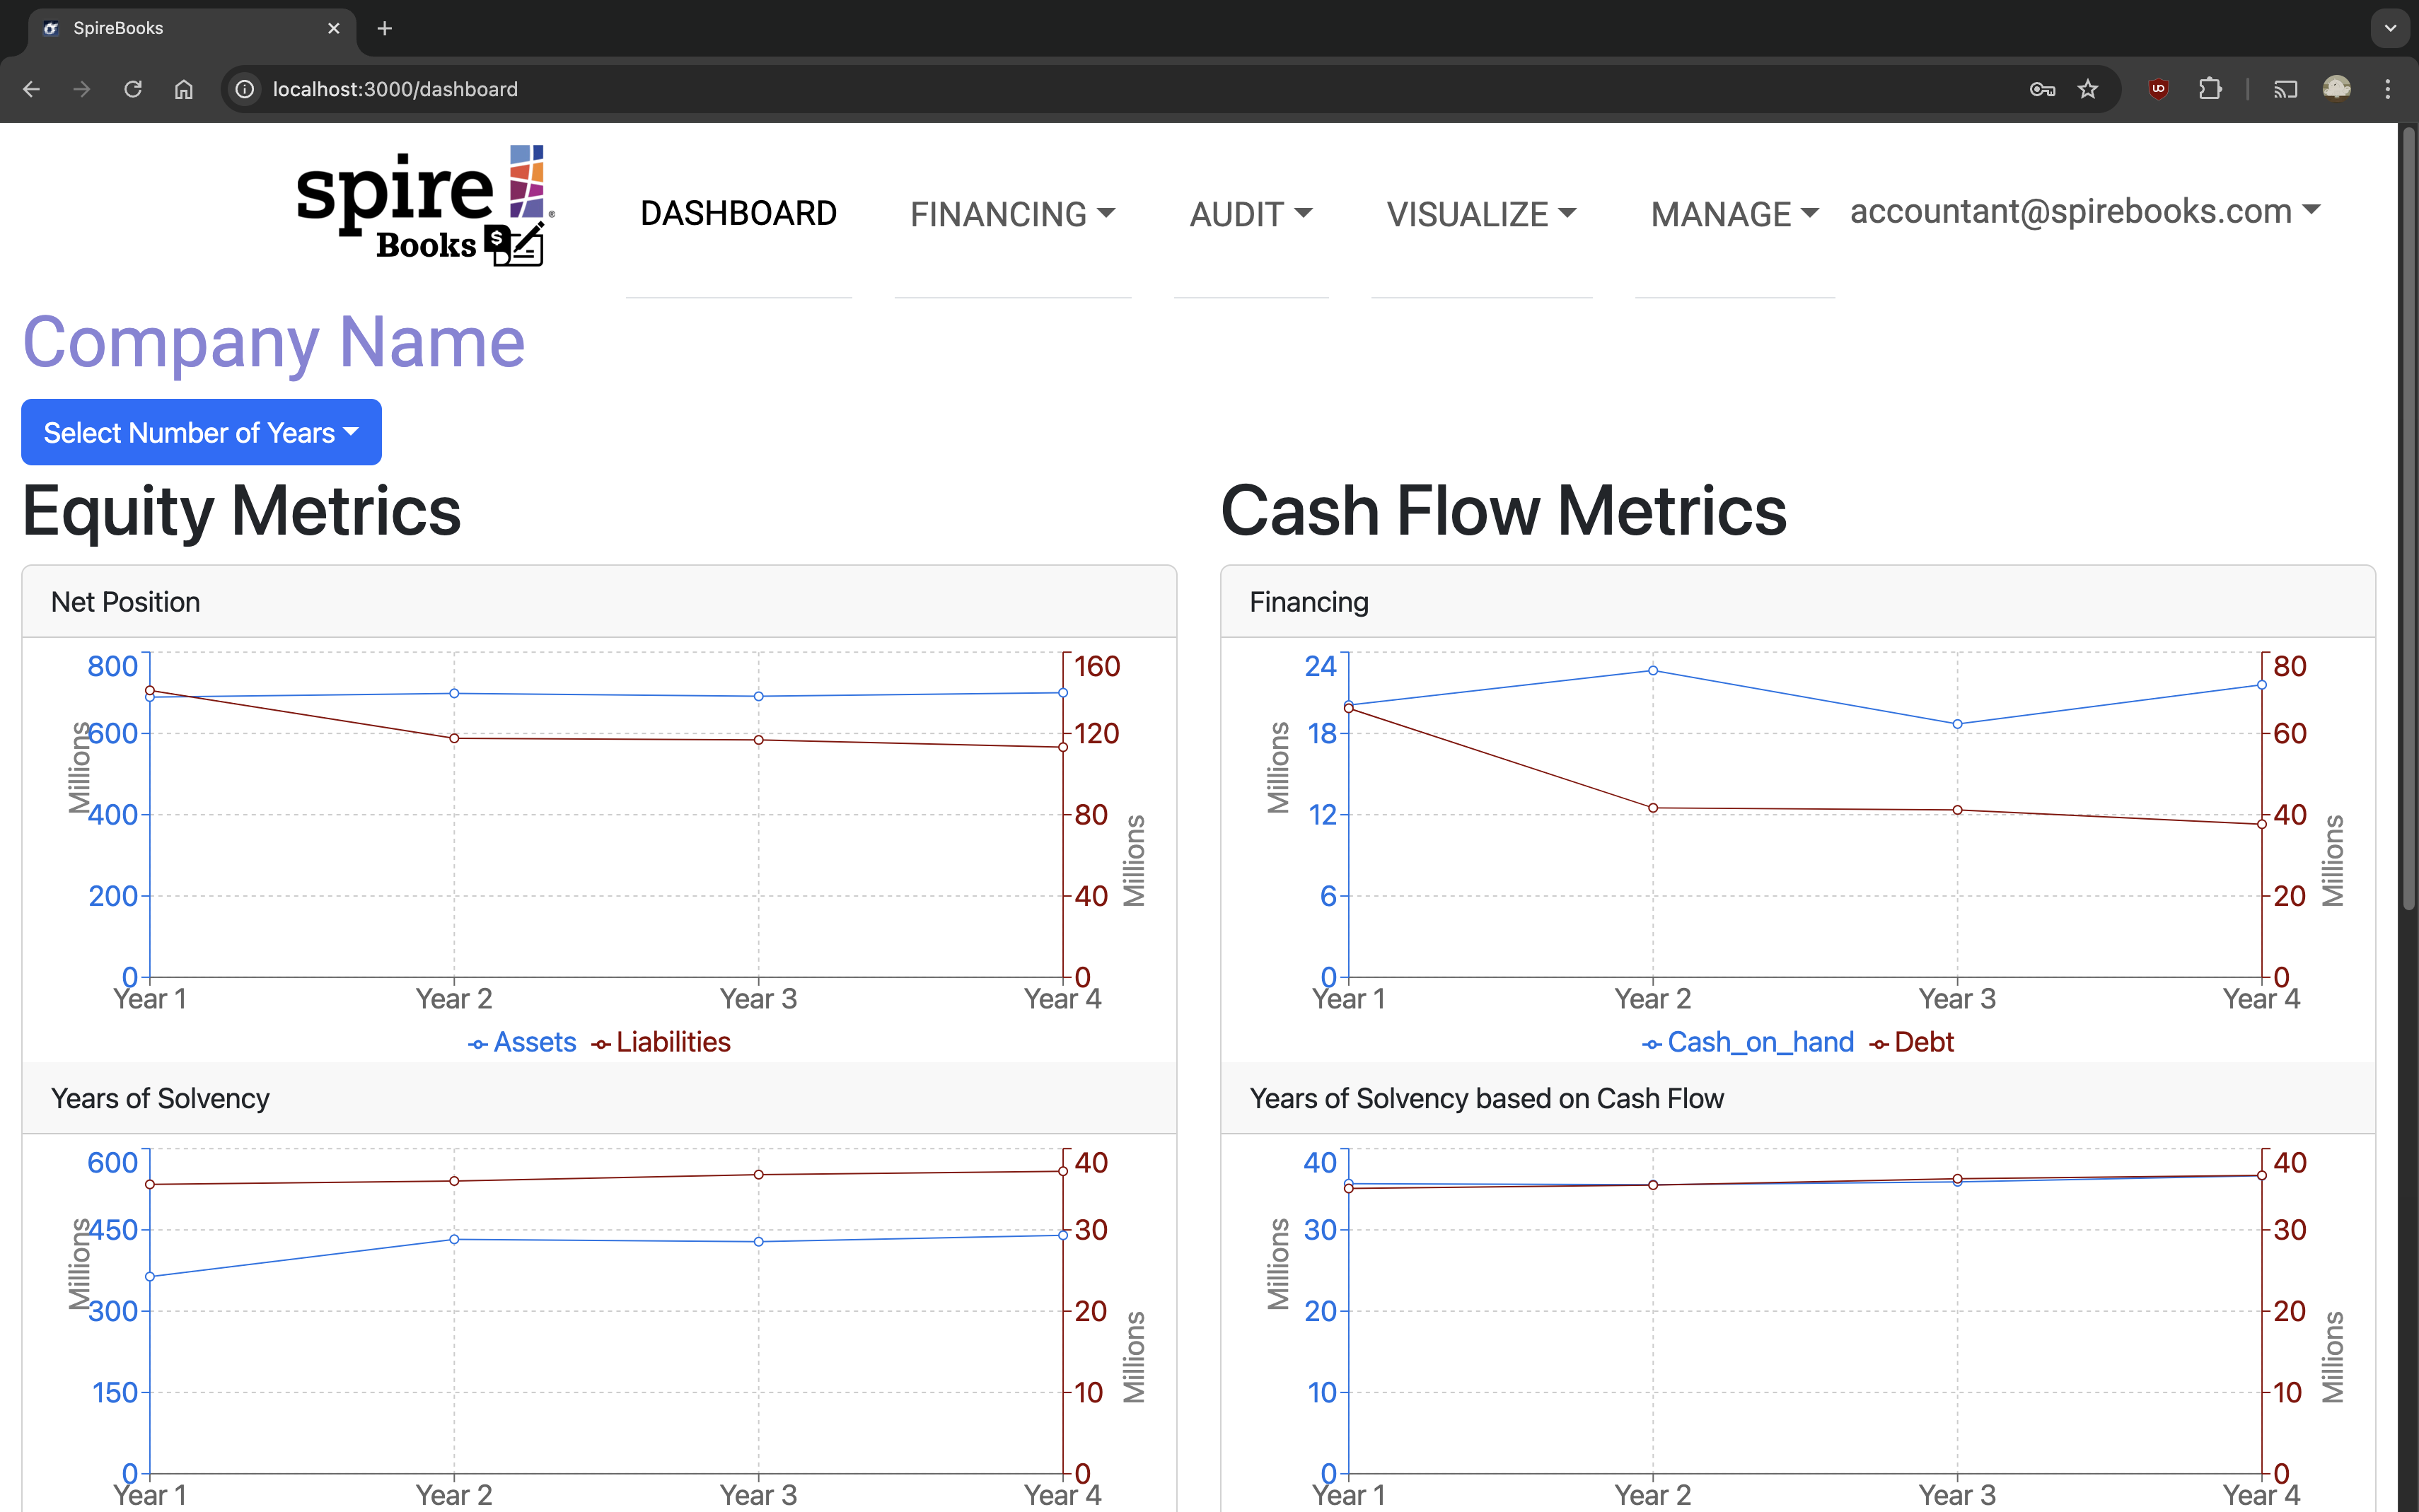 SpireBooks
localhost:3000/dashboard
spire
Books
DASHBOARD
FINANCING
AUDIT
VISUALIZE
MANAGE
accountant@spirebooks.com
Company Name
Select Number of Years
Equity Metrics
Net Position
800
600
400
200
0
Millions
160
120
80
40
0
Millions
Year 1 Year 2 Year 3 Year 4
Assets Liabilities
Years of Solvency
600
450
300
150
0
Millions
40
30
20
10
0
Millions
Year 1 Year 2 Year 3 Year 4
Cash Flow Metrics
Financing
24
18
12
6
0
Millions
80
60
40
20
0
Millions
Year 1 Year 2 Year 3 Year 4
Cash_on_hand Debt
Years of Solvency based on Cash Flow
40
30
20
10
0
Millions
40
30
20
10
0
Millions
Year 1 Year 2 Year 3 Year 4